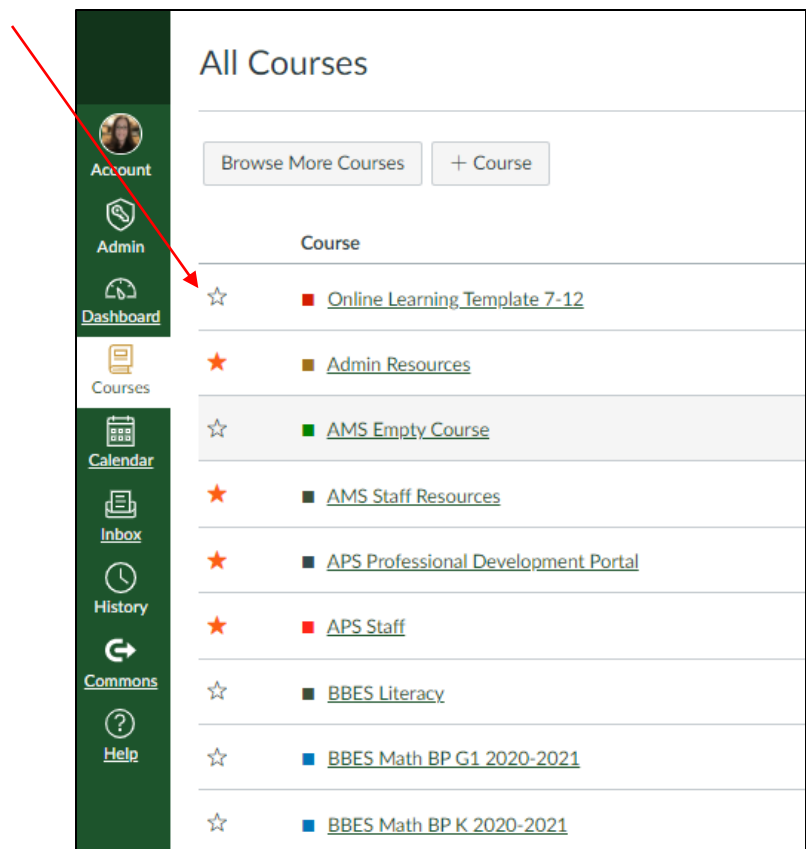 All Courses
Account
Admin
Dashboard
Courses
Calendar
Inbox
History
Commons
Help
Browse More Courses
+ Course
Course
Online Learning Template 7-12
Admin Resources
AMS Empty Course
AMS Staff Resources
APS Professional Development Portal
APS Staff
BBES Literacy
BBES Math BP G1 2020-2021
BBES Math BP K 2020-2021